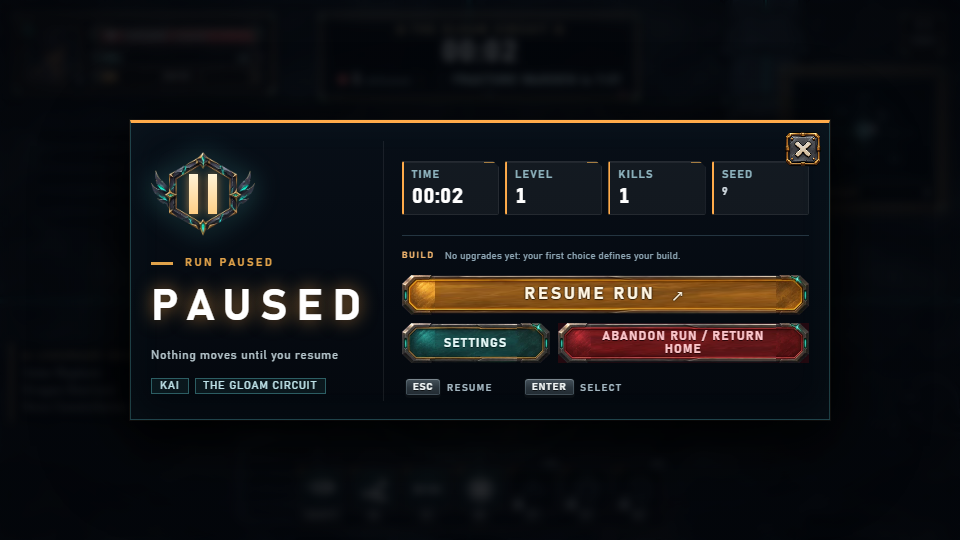 RUN PAUSED
PAUSED
Nothing moves until you resume
KAI THE GLOAM CIRCUIT
TIME LEVEL KILLS SEED
00:02 1 1 9
BUILD No upgrades yet: your first choice defines your build.
RESUME RUN ↗
SETTINGS
ABANDON RUN / RETURN
HOME
ESC RESUME ENTER SELECT
00:02